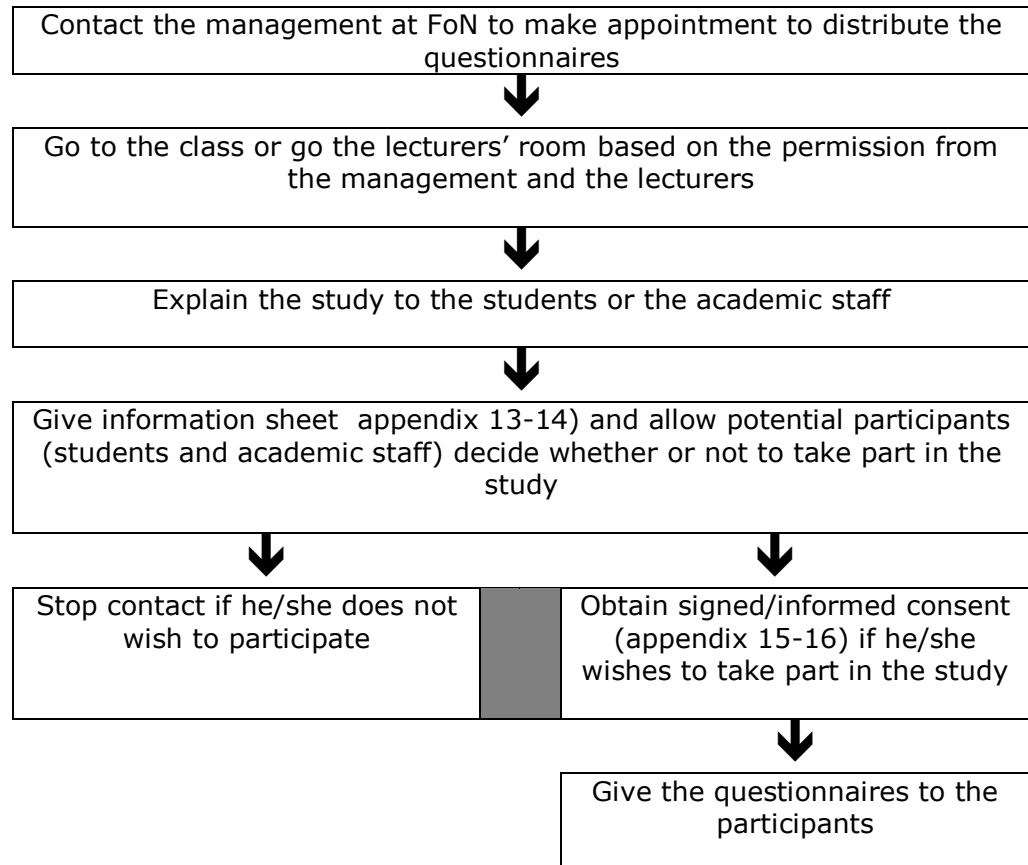 Contact the management at FoN to make appointment to distribute the
questionnaires
Go to the class or go the lecturers’ room based on the permission from
the management and the lecturers
Explain the study to the students or the academic staff
Give information sheet  appendix 13-14) and allow potential participants
(students and academic staff) decide whether or not to take part in the
study
Stop contact if he/she does not
wish to participate
Obtain signed/informed consent
(appendix 15-16) if he/she
wishes to take part in the study
Give the questionnaires to the
participants